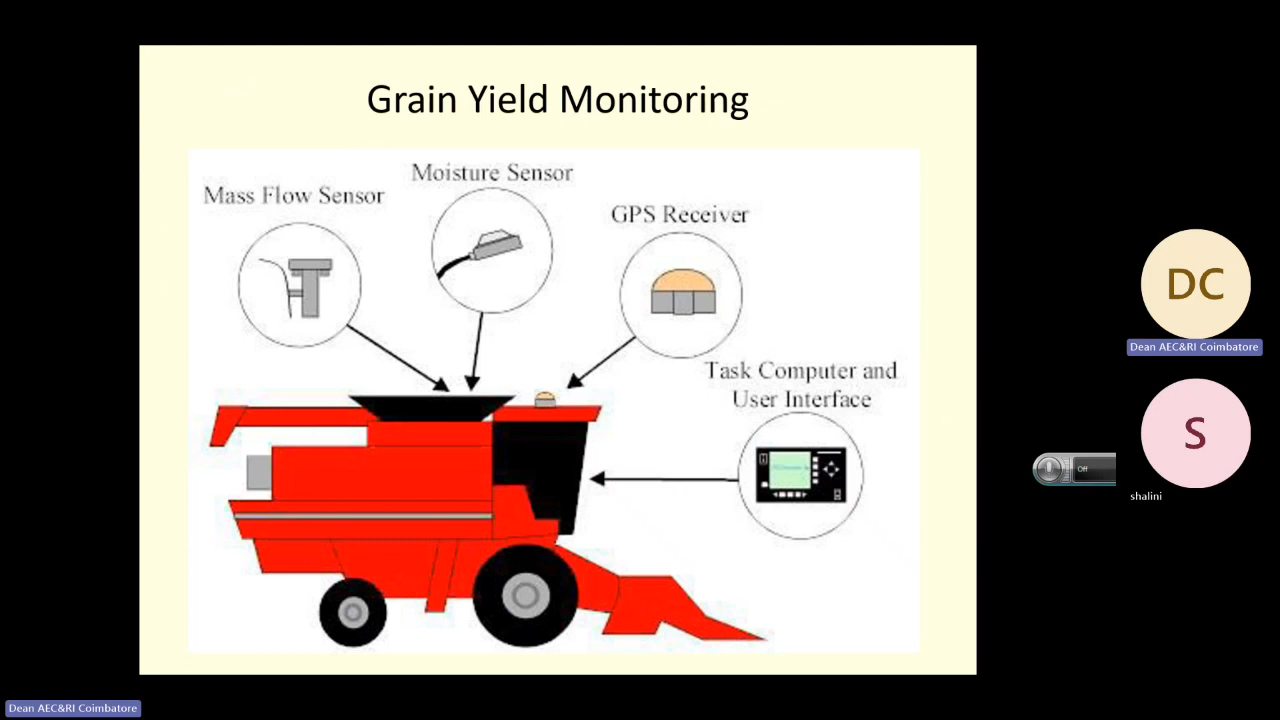 Grain Yield Monitoring
Moisture Sensor
Mass Flow Sensor
GPS Receiver
Task Computer and
User Interface
DC
Dean AEC&RI Coimbatore
S
Off
shalini
Dean AEC&RI Coimbatore